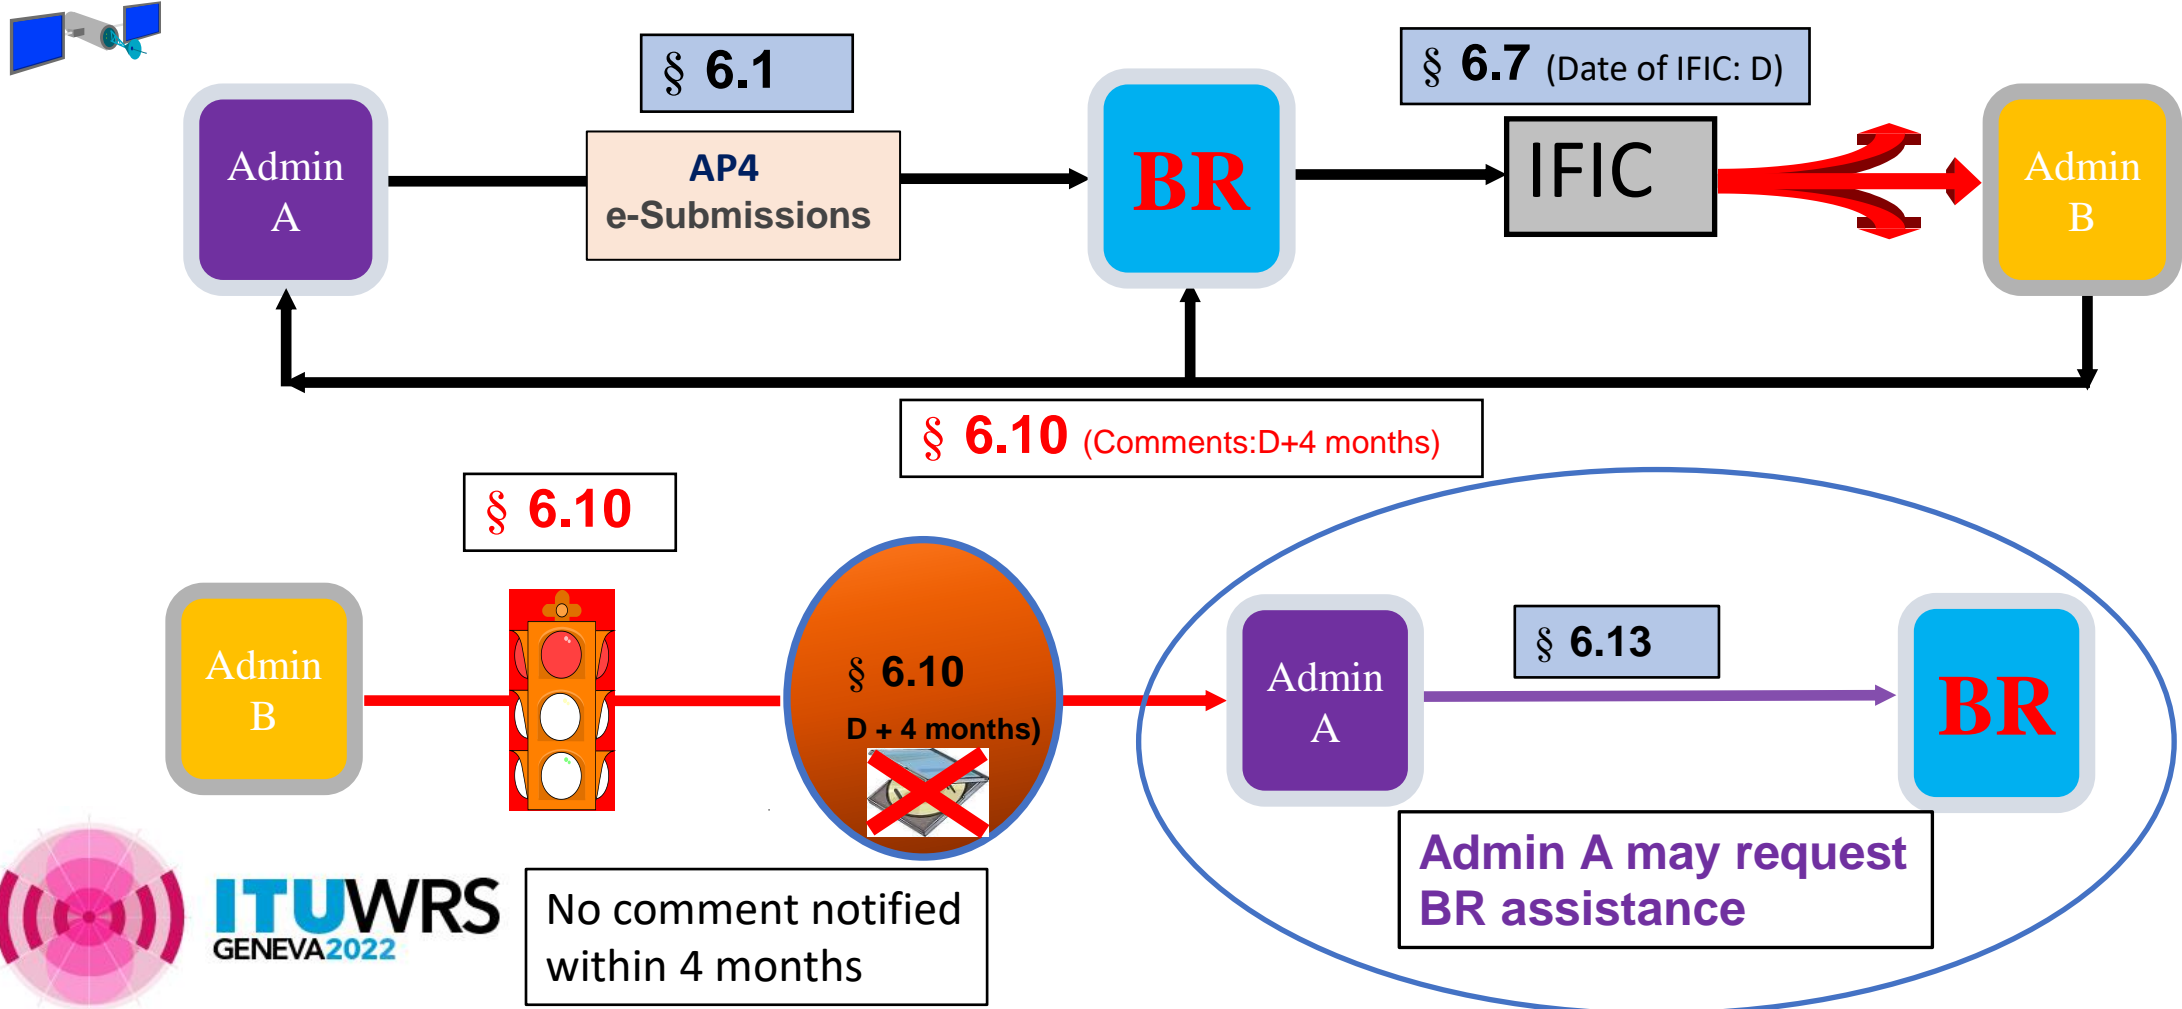 § 6.1
§ 6.7 (Date of IFIC: D)
Admin
A
AP4
e-Submissions
BR
IFIC
Admin
B
§ 6.10 (Comments:D+4 months)
§ 6.10
Admin
B
§ 6.10
D + 4 months)
Admin
A
§ 6.13
BR
Admin A may request
BR assistance
ITUWRS
GENEVA2022
No comment notified
within 4 months